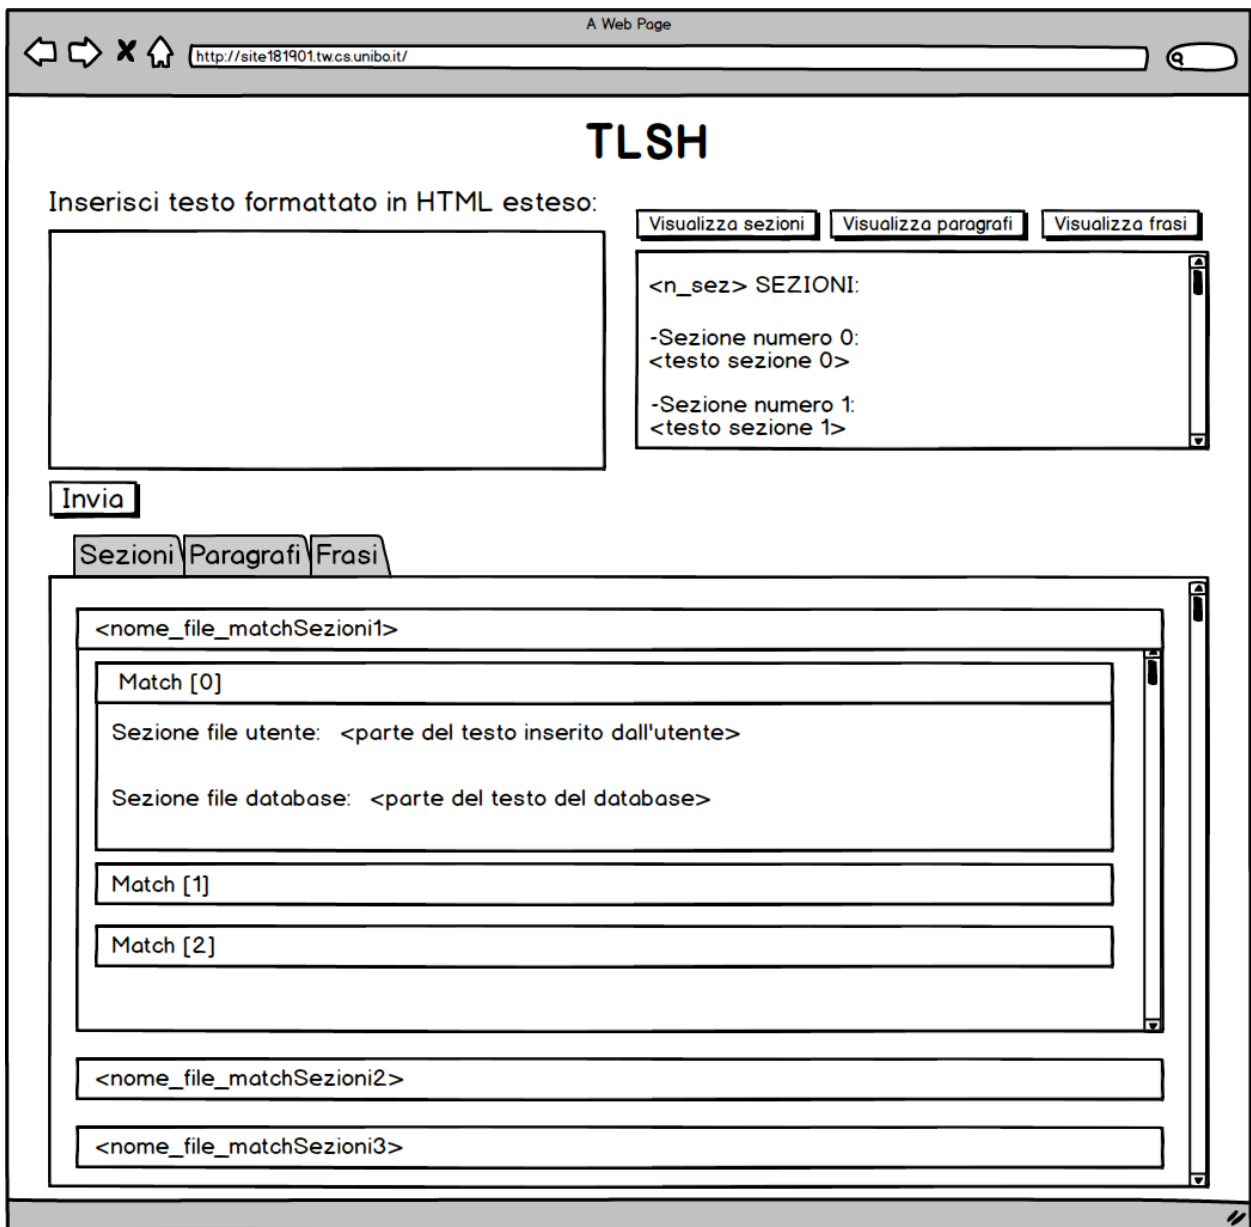 A Web Page
http://site181901.tw.cs.unibo.it/
TLSH
Inserisci testo formattato in HTML esteso:
Visualizza sezioni
Visualizza paragrafi
Visualizza frasi
<n_sez> SEZIONI:
-Sezione numero 0:
<testo sezione 0>
-Sezione numero 1:
<testo sezione 1>
Invia
Sezioni
Paragrafi
Frasi
<nome_file_matchSezioni1>
Match [0]
Sezione file utente: <parte del testo inserito dall'utente>
Sezione file database: <parte del testo del database>
Match [1]
Match [2]
<nome_file_matchSezioni2>
<nome_file_matchSezioni3>